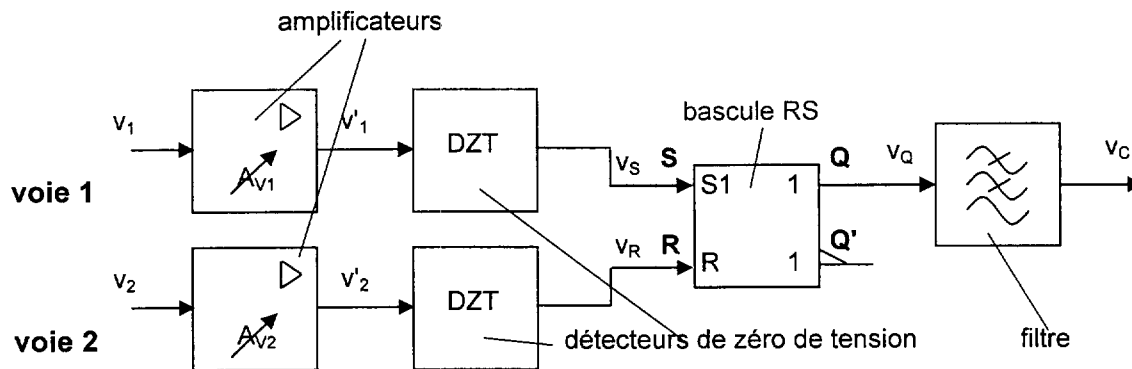 amplificateurs
bascule RS
v1
v'1
DZT
vS
S
Q
vQ
vC
AV1
S1
1
voie 1
vR
R
Q'
R
1
v2
v'2
DZT
AV2
voie 2
détecteurs de zéro de tension
filtre